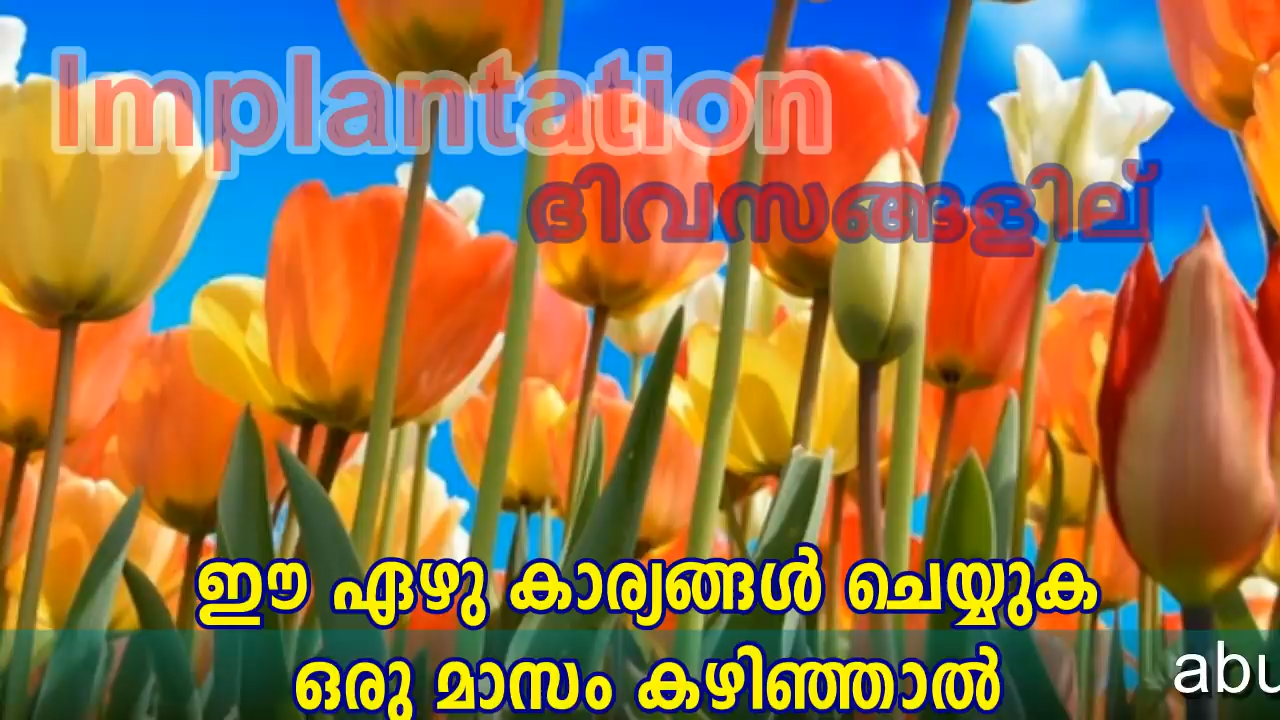 Implantation
ദിവസങ്ങളില്
ഈ ഏഴു കാര്യങ്ങൾ ചെയ്യുക
ഒരു മാസം കഴിഞ്ഞാൽ
abu